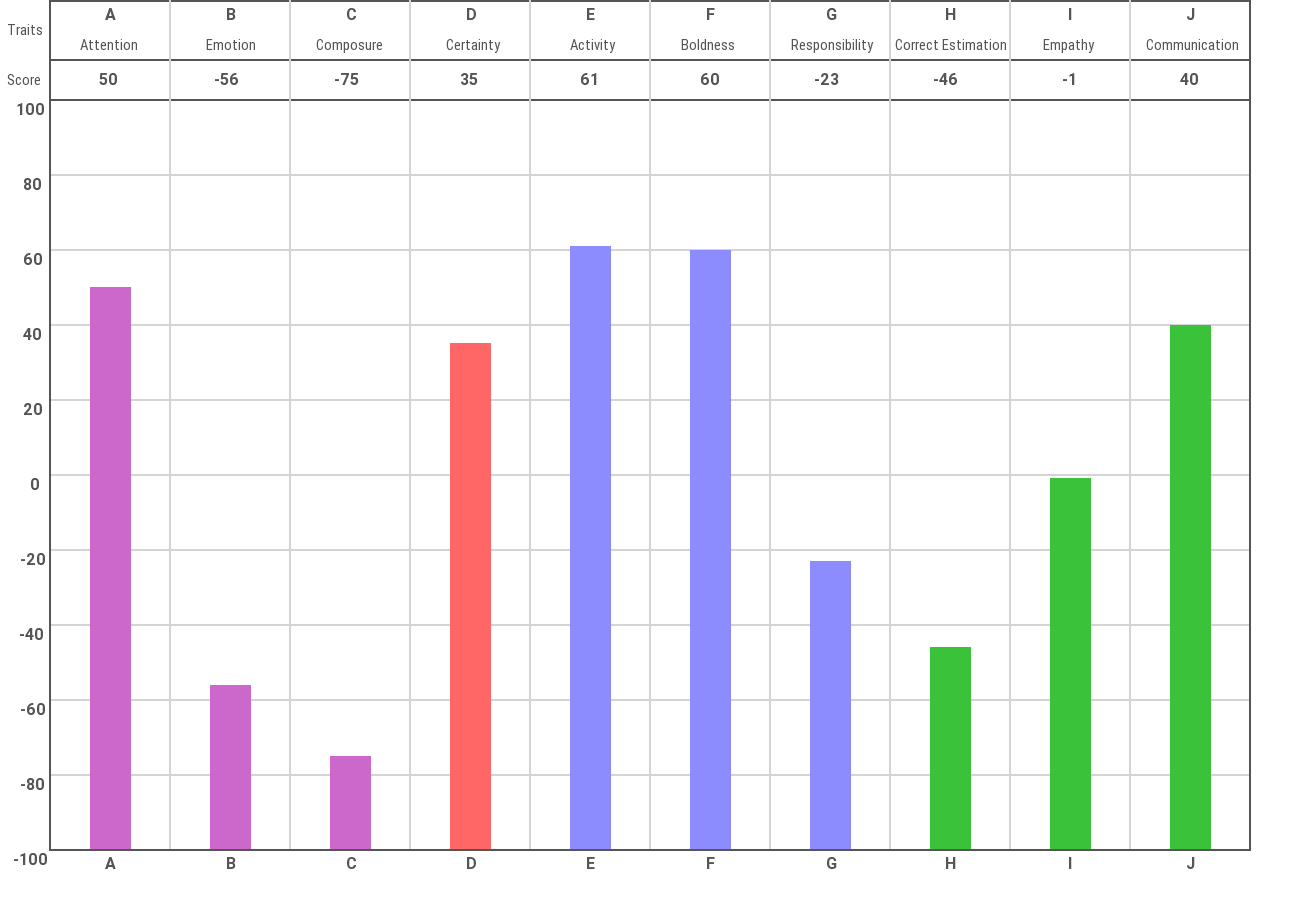 Traits A B C D E F G H I J
Attention Emotion Composure Certainty Activity Boldness Responsibility Correct Estimation Empathy Communication
Score 50 -56 -75 35 61 60 -23 -46 -1 40
100
80
60
40
20
0
-20
-40
-60
-80
-100
A B C D E F G H I J